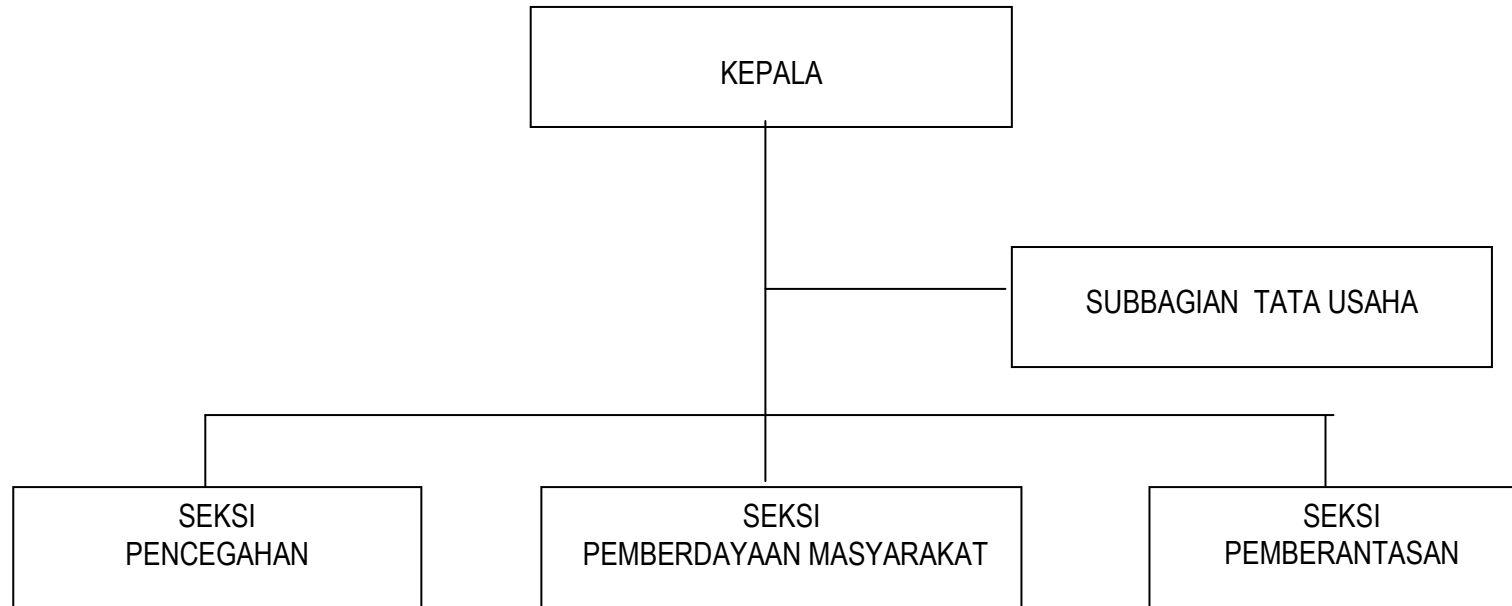 KEPALA
SUBBAGIAN TATA USAHA
SEKSI
PENCEGAHAN
SEKSI
PEMBERDAYAAN MASYARAKAT
SEKSI
PEMBERANTASAN